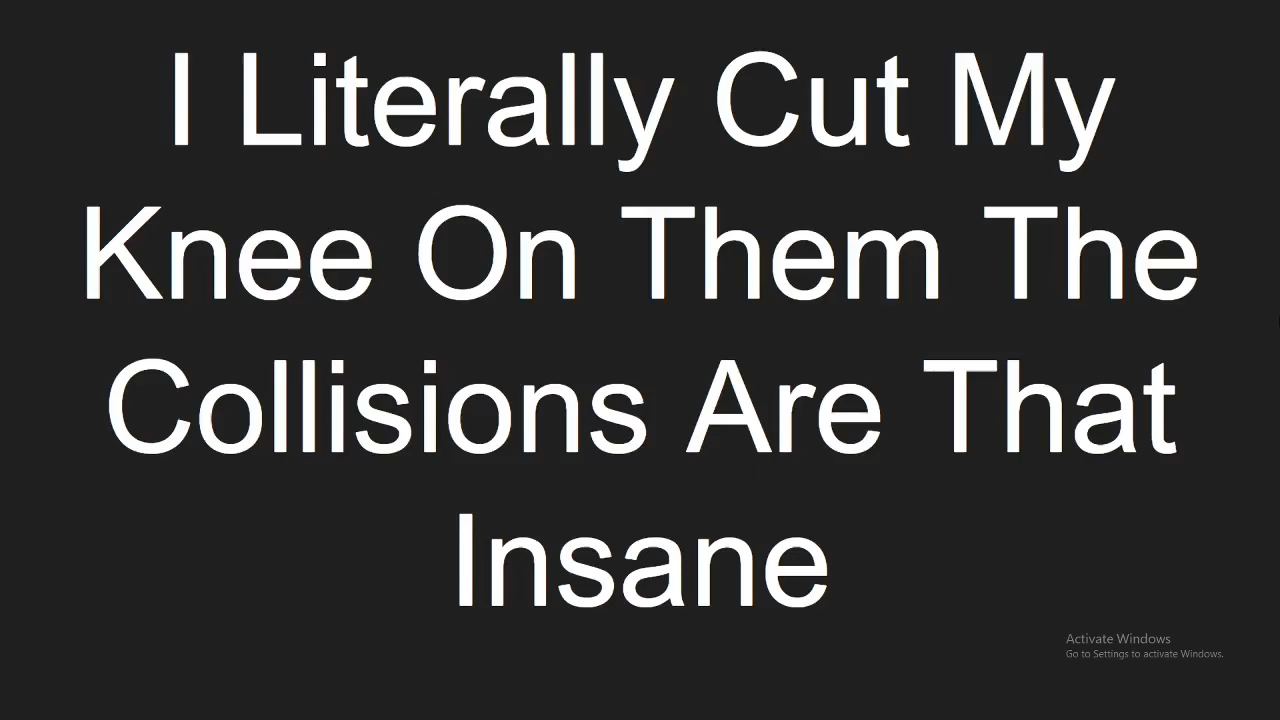 I Literally Cut My
Knee On Them The
Collisions Are That
Insane
Activate Windows
Go to Settings to activate Windows.